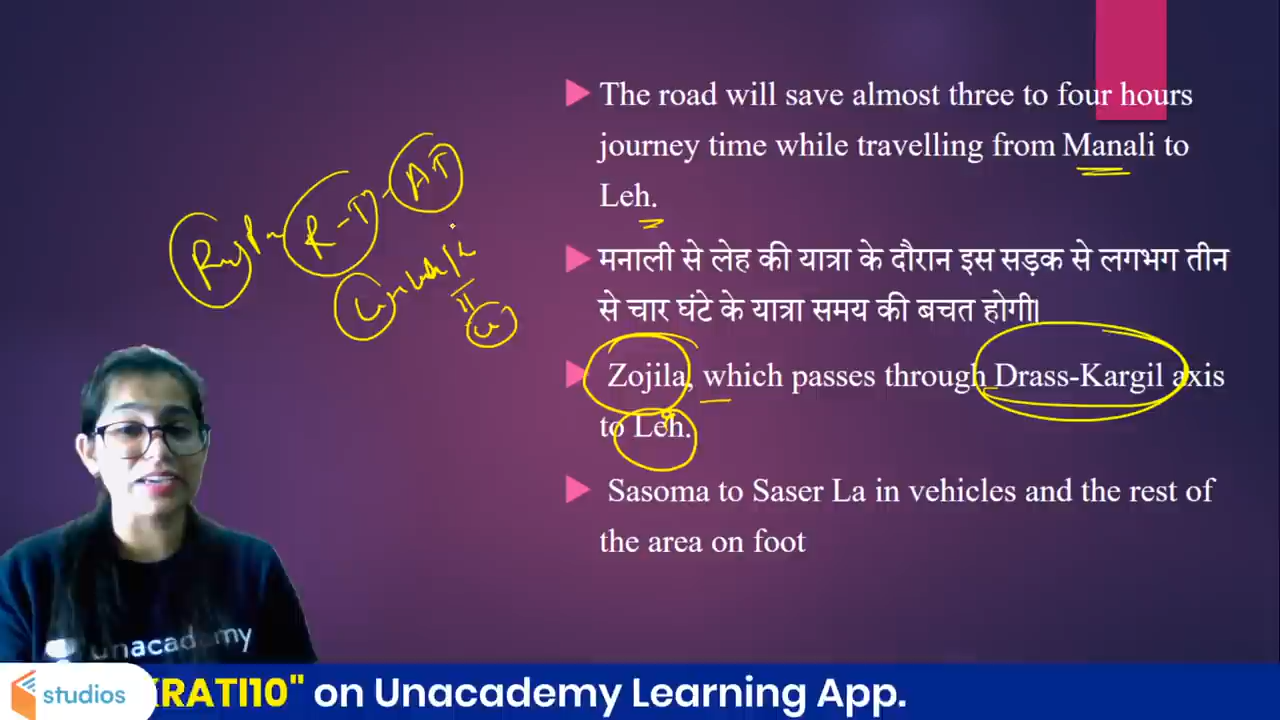 The road will save almost three to four hours
journey time while travelling from Manali to
Leh.
मनाली से लेह की यात्रा के दौरान इस सड़क से लगभग तीन
से चार घंटे के यात्रा समय की बचत होगी।
Zojila, which passes through Drass-Kargil axis
to Leh.
Sasoma to Saser La in vehicles and the rest of
the area on foot
R-T
AT
unacademy
studios
KRATI10" on Unacademy Learning App.